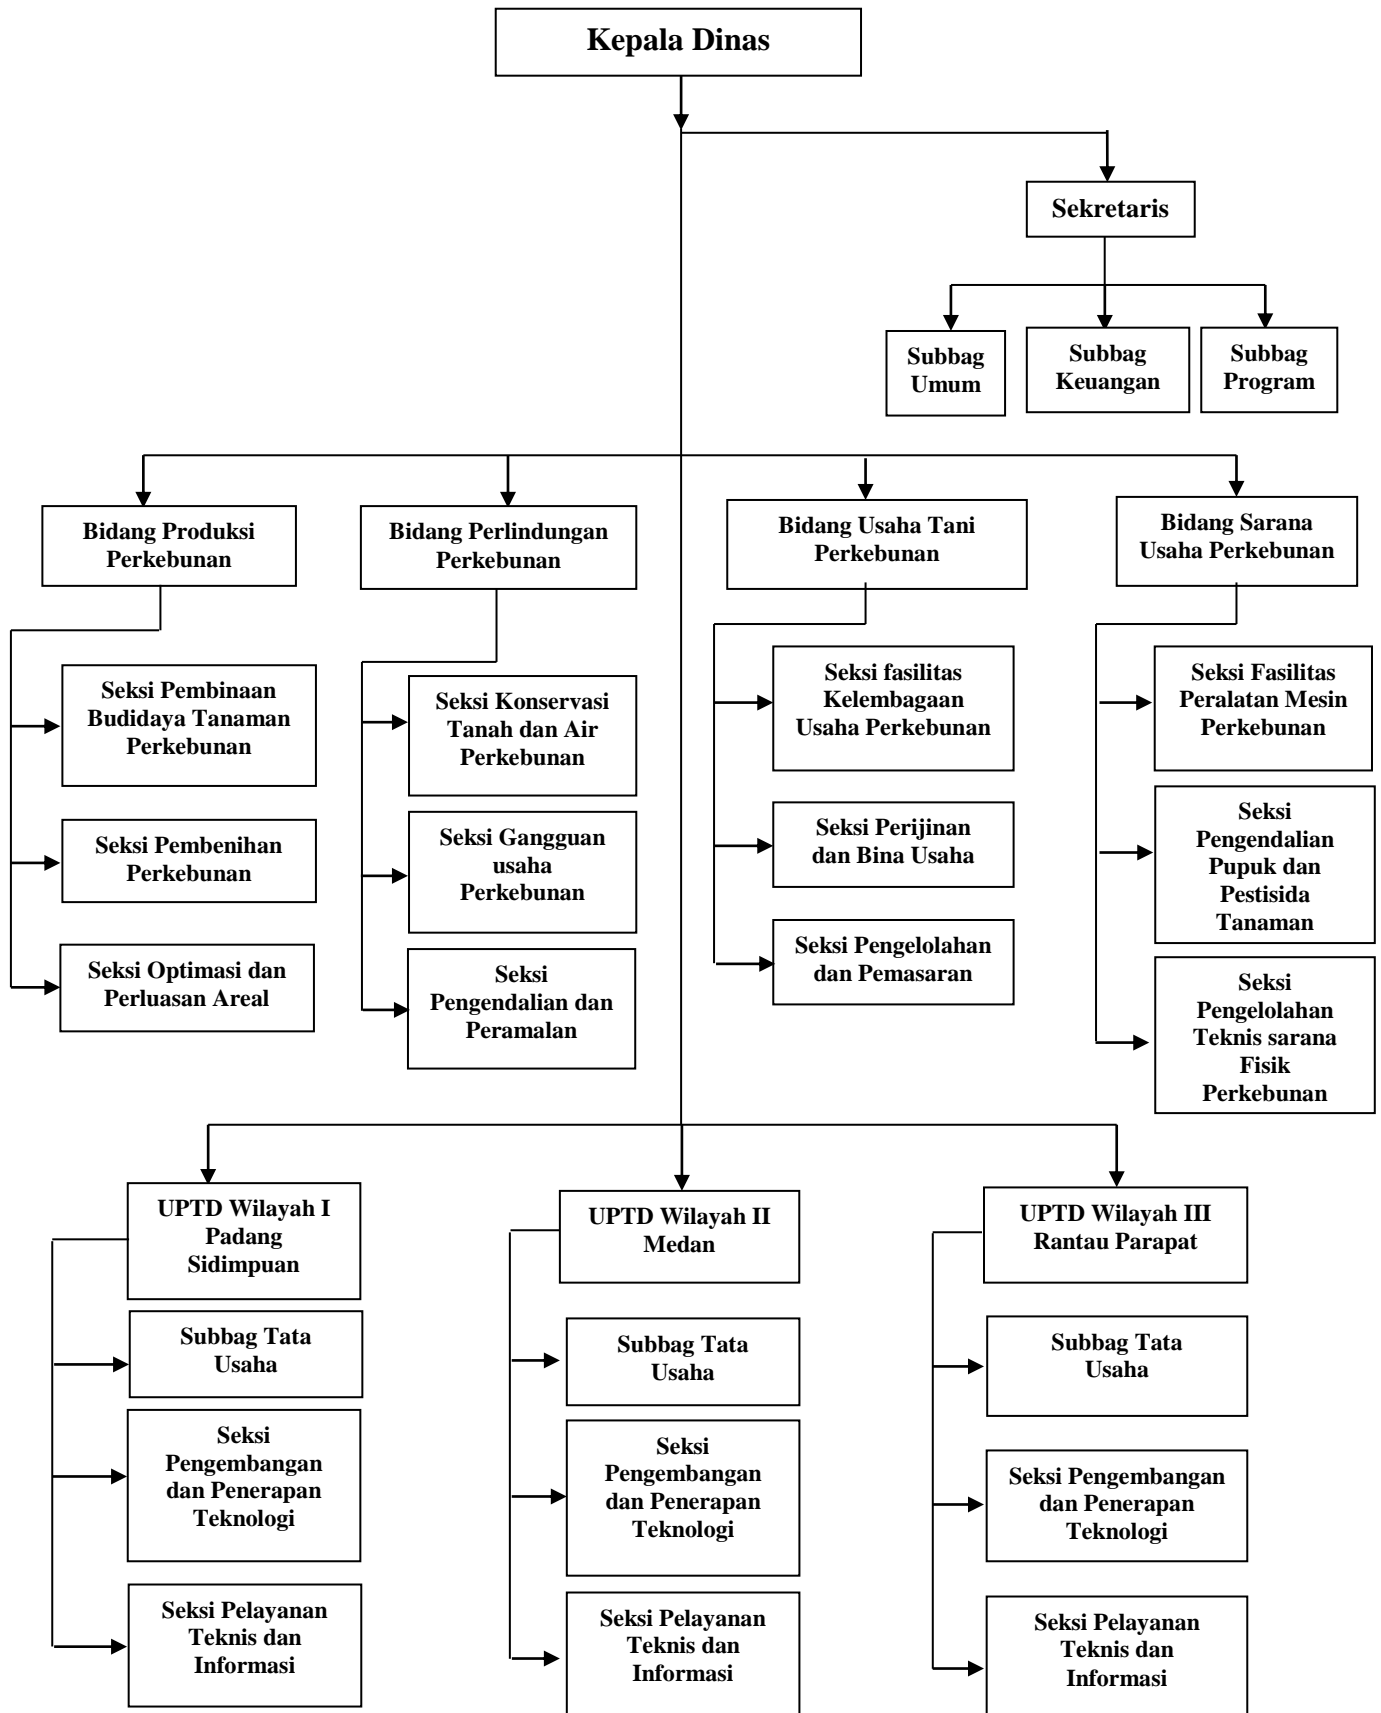 Kepala Dinas
Sekretaris
Subbag
Umum
Subbag
Keuangan
Subbag
Program
Bidang Produksi
Perkebunan
Bidang Perlindungan
Perkebunan
Bidang Usaha Tani
Perkebunan
Bidang Sarana
Usaha Perkebunan
Seksi Pembinaan
Budidaya Tanaman
Perkebunan
Seksi Pembenihan
Perkebunan
Seksi Optimasi dan
Perluasan Areal
Seksi Konservasi
Tanah dan Air
Perkebunan
Seksi Gangguan
usaha
Perkebunan
Seksi
Pengendalian dan
Peramalan
Seksi fasilitas
Kelembagaan
Usaha Perkebunan
Seksi Perijinan
dan Bina Usaha
Seksi Pengelolahan
dan Pemasaran
Seksi Fasilitas
Peralatan Mesin
Perkebunan
Seksi
Pengendalian
Pupuk dan
Pestisida
Tanaman
Seksi
Pengelolahan
Teknis sarana
Fisik
Perkebunan
UPTD Wilayah I
Padang
Sidimpuan
Subbag Tata
Usaha
Seksi
Pengembangan
dan Penerapan
Teknologi
Seksi Pelayanan
Teknis dan
Informasi
UPTD Wilayah II
Medan
Subbag Tata
Usaha
Seksi
Pengembangan
dan Penerapan
Teknologi
Seksi Pelayanan
Teknis dan
Informasi
UPTD Wilayah III
Rantau Parapat
Subbag Tata
Usaha
Seksi Pengembangan
dan Penerapan
Teknologi
Seksi Pelayanan
Teknis dan
Informasi